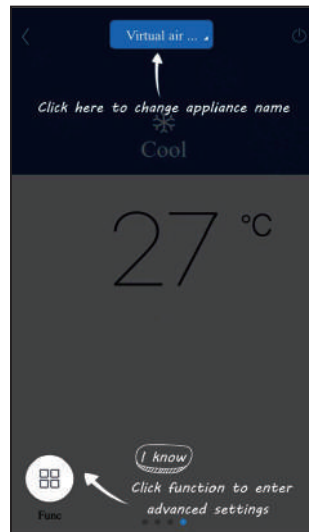 Virtual air ...
Click here to change appliance name
Cool
27 °C
I know
Click function to enter
advanced settings
Func